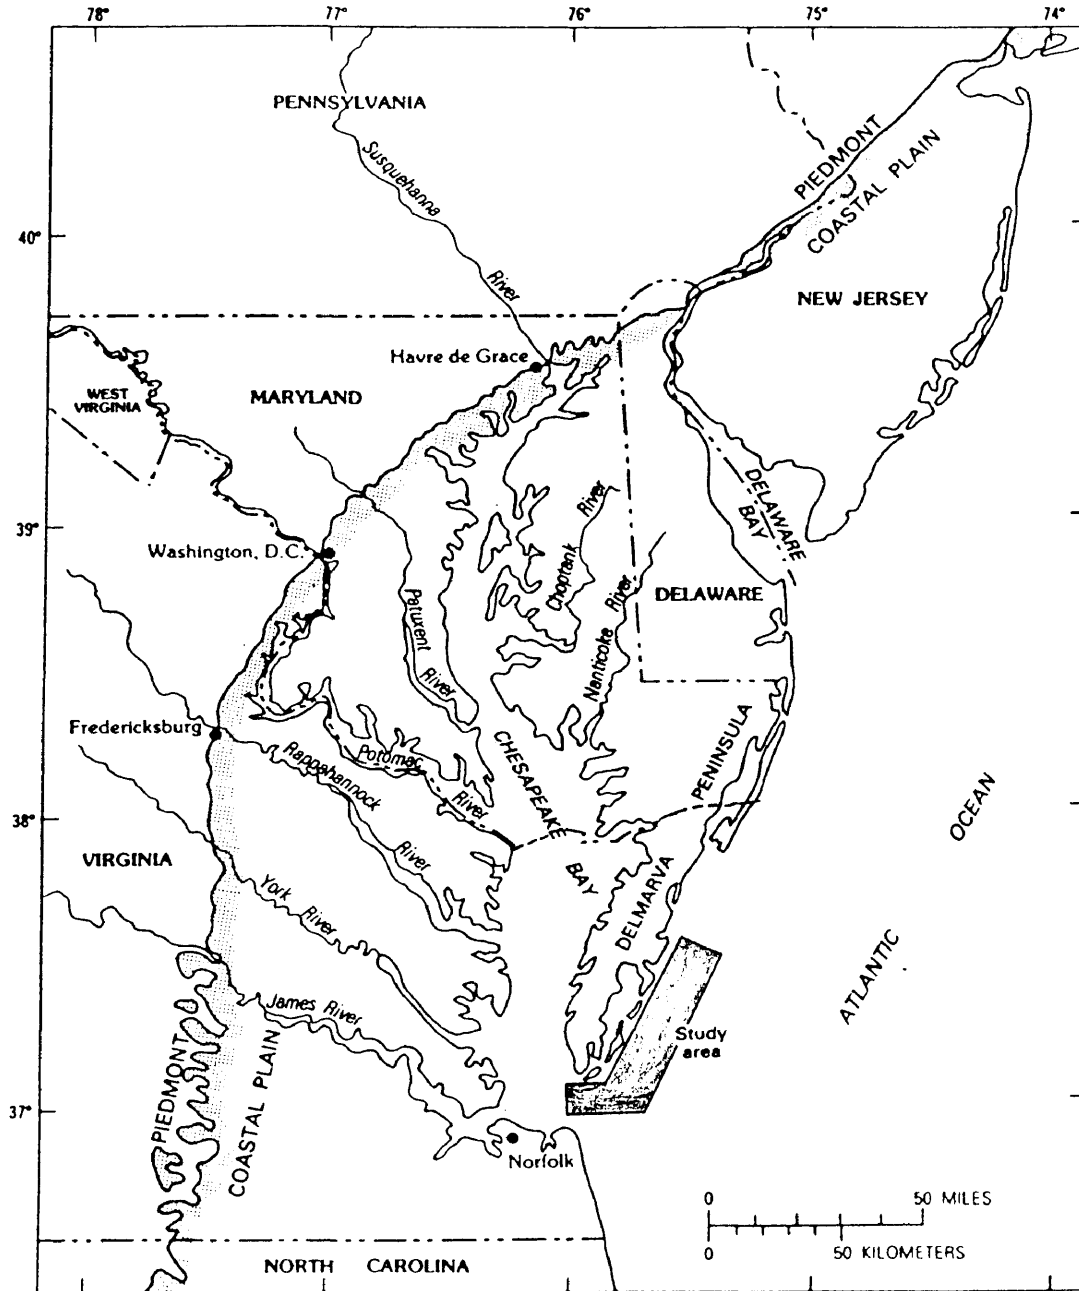 78°
77°
76°
75°
74°
PENNSYLVANIA
Susquehanna
River
PIEDMONT
COASTAL PLAIN
40°
NEW JERSEY
Havre de Grace
WEST
VIRGINIA
MARYLAND
DELAWARE
BAY
39°
Washington, D.C.
Choptank
River
Nanticoke
River
DELAWARE
Patuxent
River
Fredericksburg
Rappahannock
River
Potomac
River
CHESAPEAKE
BAY
DELMARVA
PENINSULA
ATLANTIC
OCEAN
38°
VIRGINIA
York
River
James River
Study
area
PIEDMONT
COASTAL PLAIN
37°
Norfolk
0
50 MILES
0
50 KILOMETERS
NORTH CAROLINA